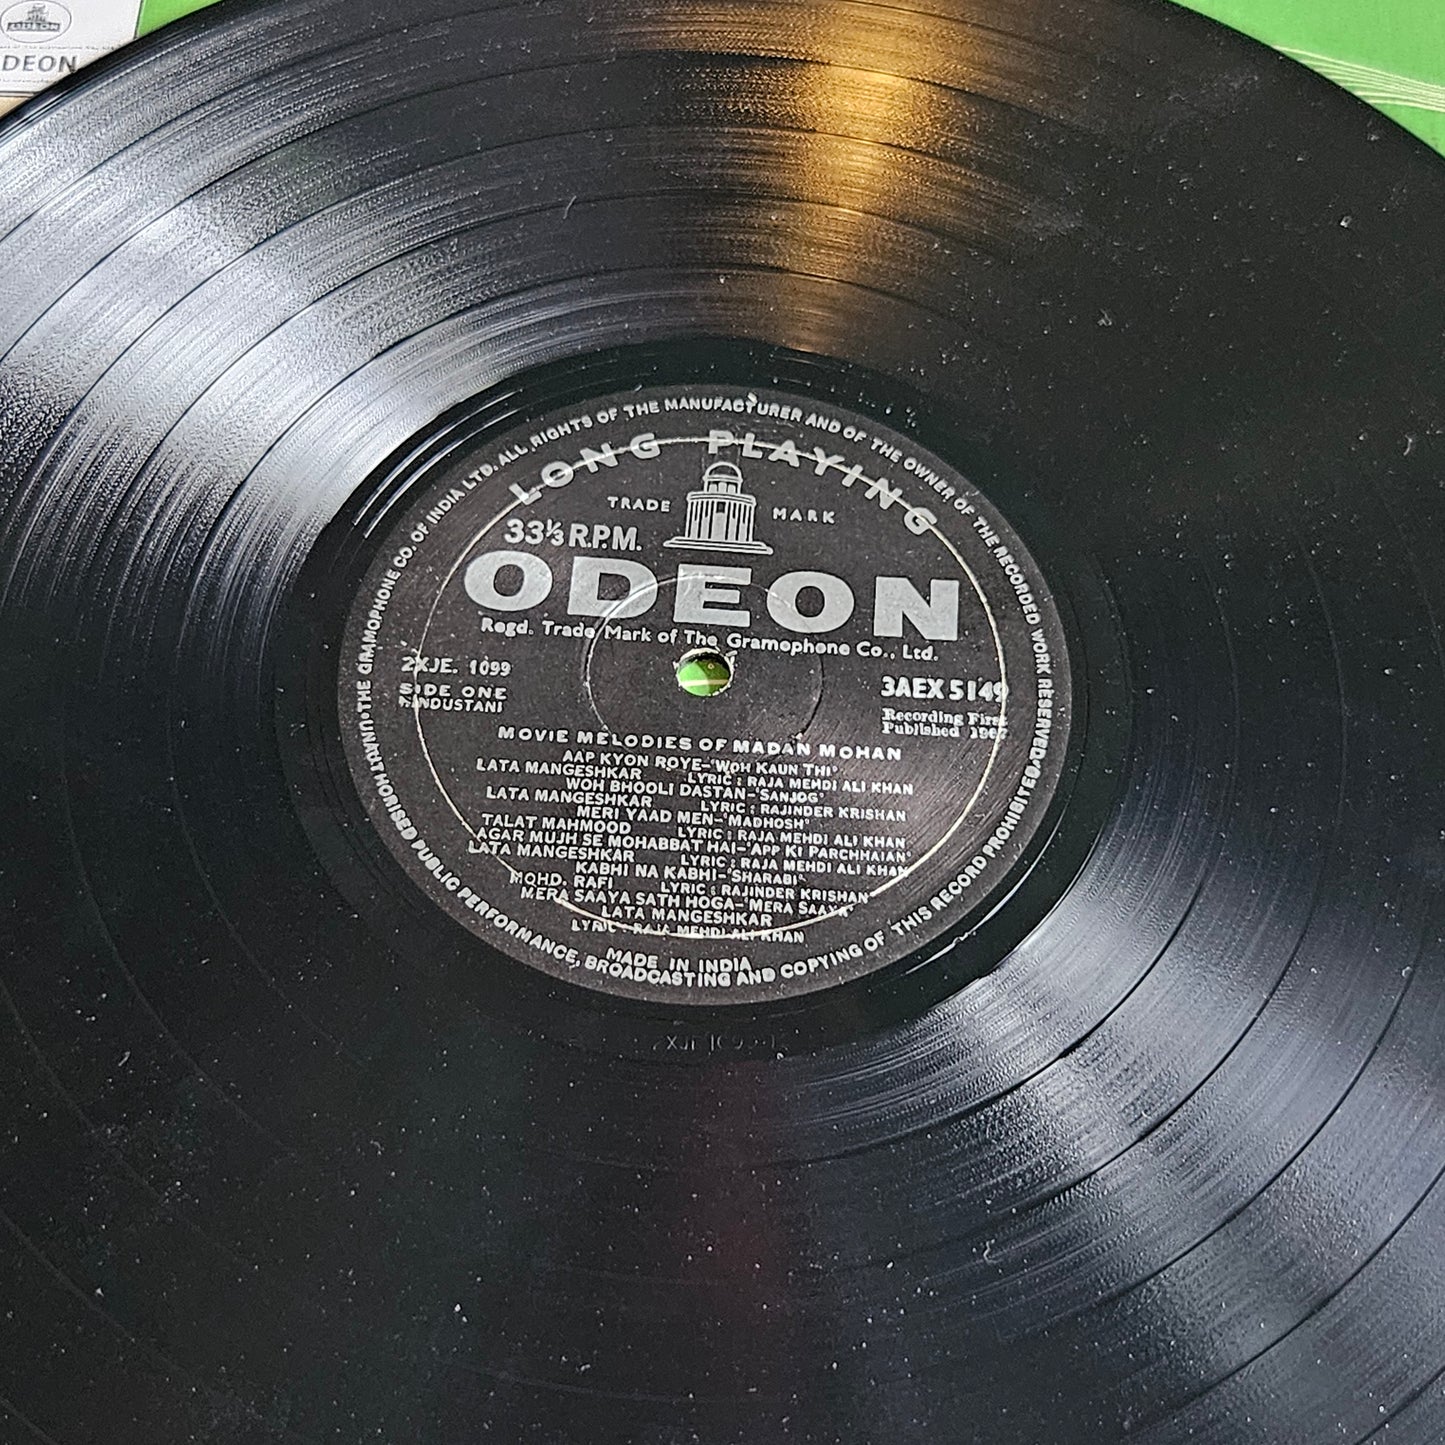 ODEON
DEON
THE GRAMOPHONE CO. OF INDIA LTD. ALL RIGHTS OF THE MANUFACTURER AND OF THE OWNER OF THE RECORDED WORK RESERVED
UNAUTHORISED PUBLIC PERFORMANCE, BROADCASTING AND COPYING OF THIS RECORD PROHIBITED
LONG PLAYING
TRADE MARK
33⅓ R.P.M.
ODEON
Regd. Trade Mark of The Gramophone Co., Ltd.
2XJE. 1099
SIDE ONE
HINDUSTANI
3AEX 5149
Recording First
Published 1967
MOVIE MELODIES OF MADAN MOHAN
AAP KYON ROYE–'WOH KAUN THI'
LATA MANGESHKAR LYRIC : RAJA MEHDI ALI KHAN
WOH BHOOLI DASTAN–'SANJOG'
LATA MANGESHKAR LYRIC : RAJINDER KRISHAN
MERI YAAD MEN–'MADHOSH'
TALAT MAHMOOD LYRIC : RAJA MEHDI ALI KHAN
AGAR MUJH SE MOHABBAT HAI–'APP KI PARCHHAIAN'
LATA MANGESHKAR LYRIC : RAJA MEHDI ALI KHAN
KABHI NA KABHI–'SHARABI'
MOHD. RAFI LYRIC : RAJINDER KRISHAN
MERA SAAYA SATH HOGA–'MERA SAAYA'
LATA MANGESHKAR
LYRIC : RAJA MEHDI ALI KHAN
MADE IN INDIA